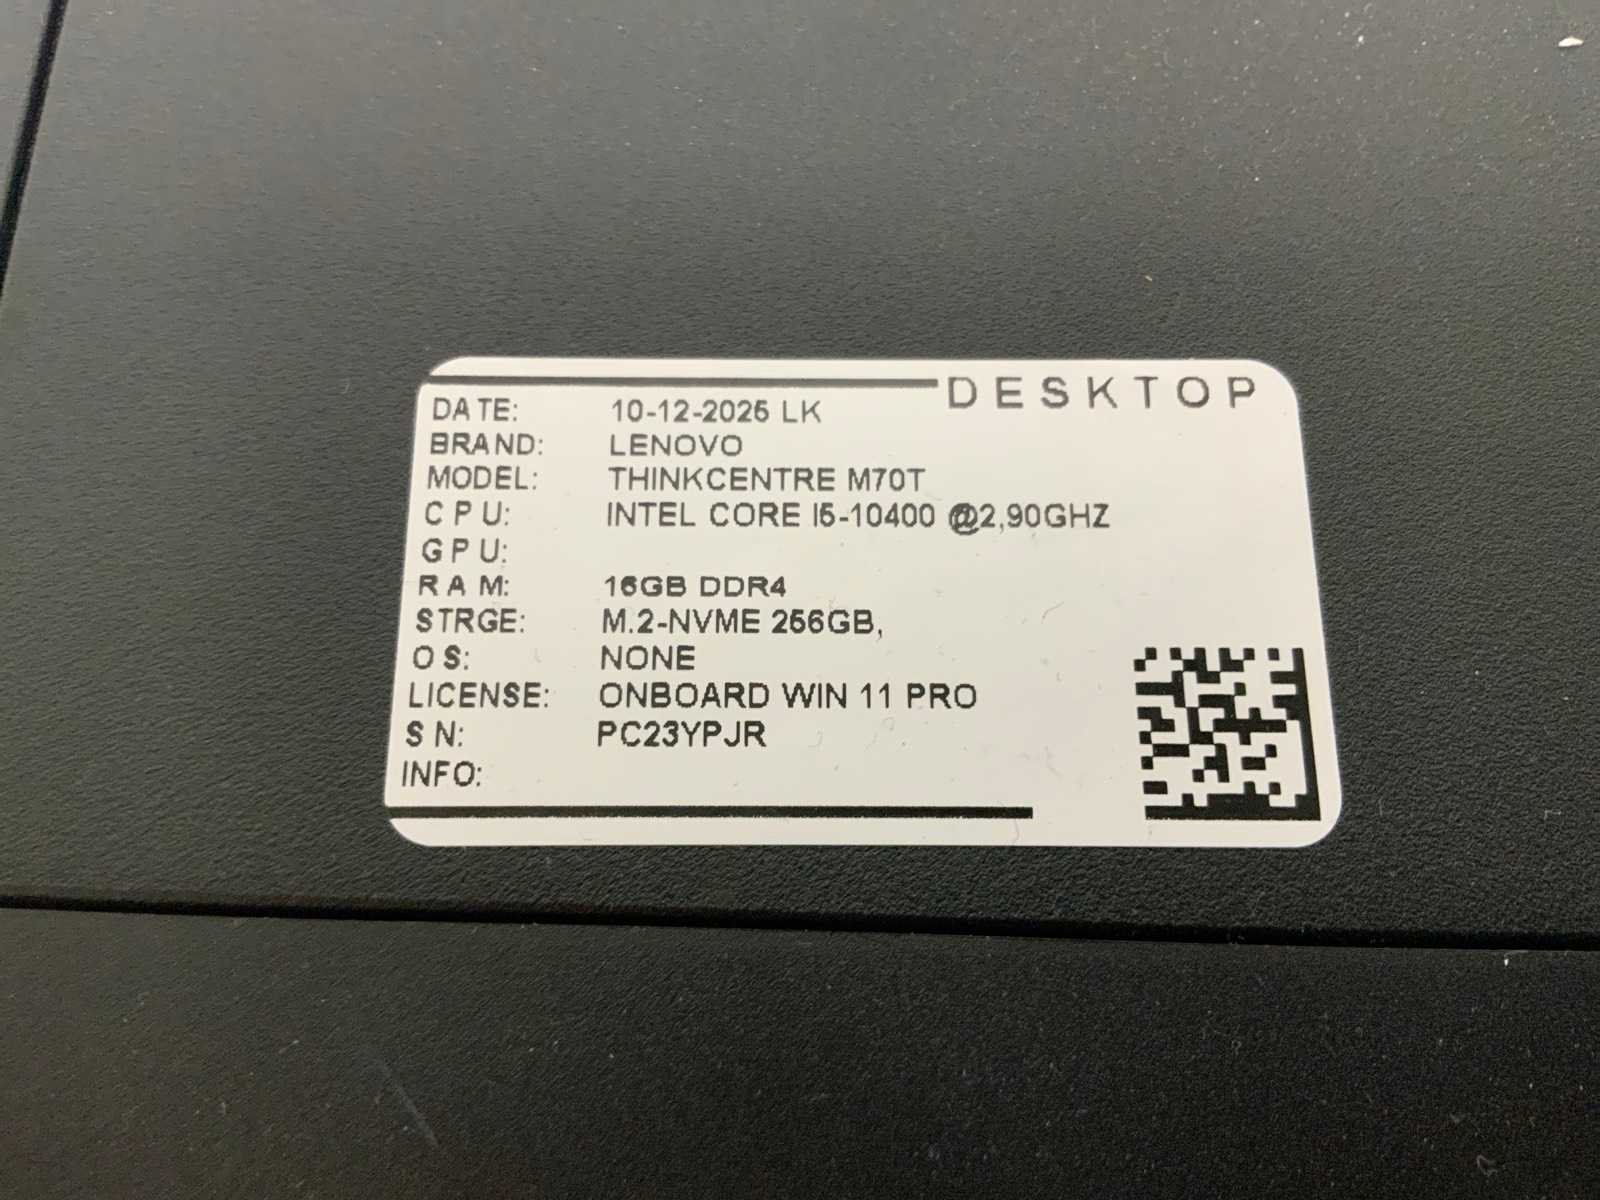 DESKTOP
DATE: 10-12-2025 LK
BRAND: LENOVO
MODEL: THINKCENTRE M70T
CPU: INTEL CORE I5-10400 @2,90GHZ
GPU:
RAM: 16GB DDR4
STRGE: M.2-NVME 256GB,
OS: NONE
LICENSE: ONBOARD WIN 11 PRO
SN: PC23YPJR
INFO: